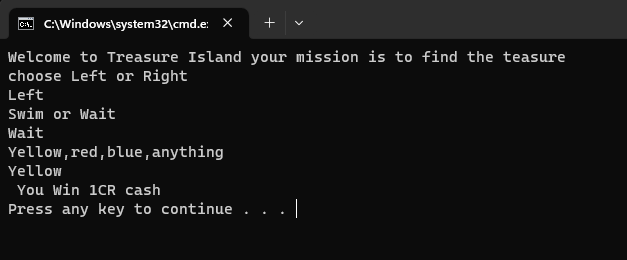 C:\Windows\system32\cmd.e:
Welcome to Treasure Island your mission is to find the teasure
choose Left or Right
Left
Swim or Wait
Wait
Yellow,red,blue,anything
Yellow
 You Win 1CR cash
Press any key to continue . . .